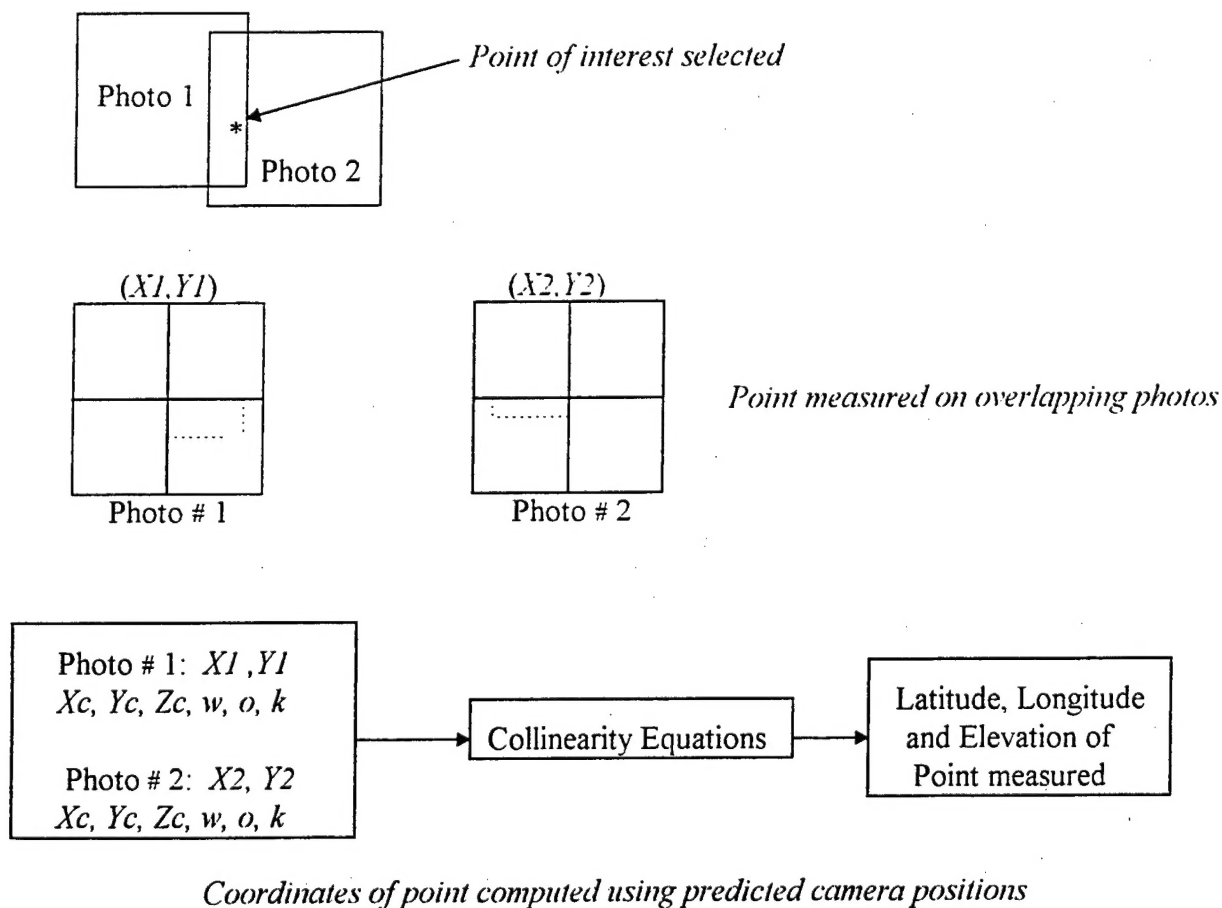 Point of interest selected
Photo 1
*
Photo 2
(X1,Y1)
(X2,Y2)
Point measured on overlapping photos
Photo # 1
Photo # 2
Photo # 1: X1 ,Y1
Xc, Yc, Zc, w, o, k
Photo # 2: X2, Y2
Xc, Yc, Zc, w, o, k
Collinearity Equations
Latitude, Longitude
and Elevation of
Point measured
Coordinates of point computed using predicted camera positions